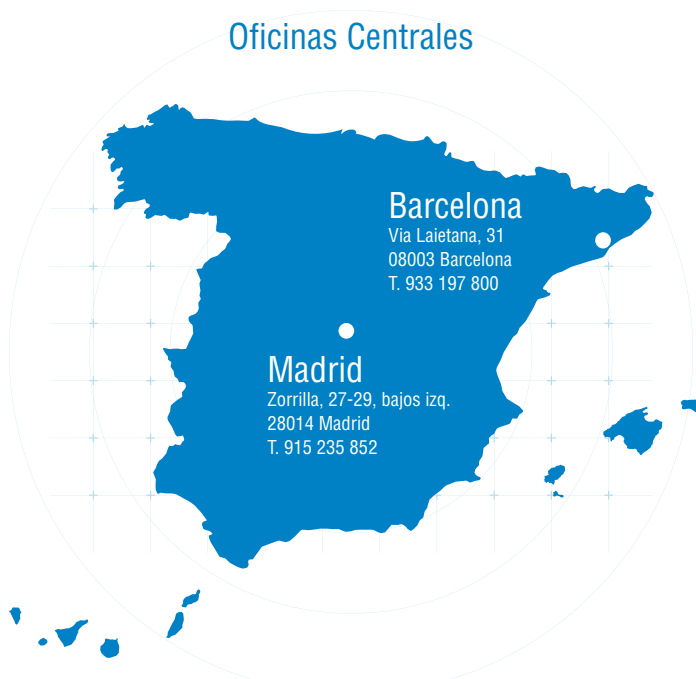 Oficinas Centrales
Barcelona
Via Laietana, 31
08003 Barcelona
T. 933 197 800
Madrid
Zorrilla, 27-29, bajos izq.
28014 Madrid
T. 915 235 852